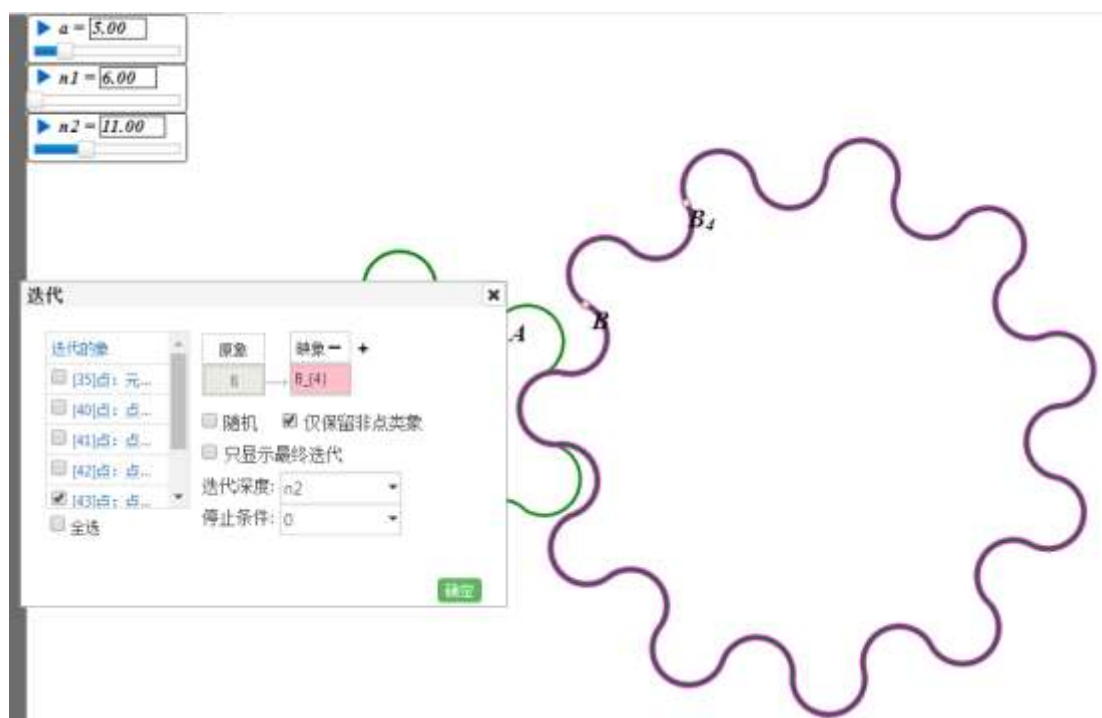 a = 5.00
n1 = 6.00
n2 = 11.00
B₄
B
A
迭代
迭代的象
[35]点：元...
[40]点：点...
[41]点：点...
[42]点：点...
[43]点：点...
全选
原象 映象 − +
B B_{4}
随机 仅保留非点类象
只显示最终迭代
迭代深度: n2
停止条件: 0
确定